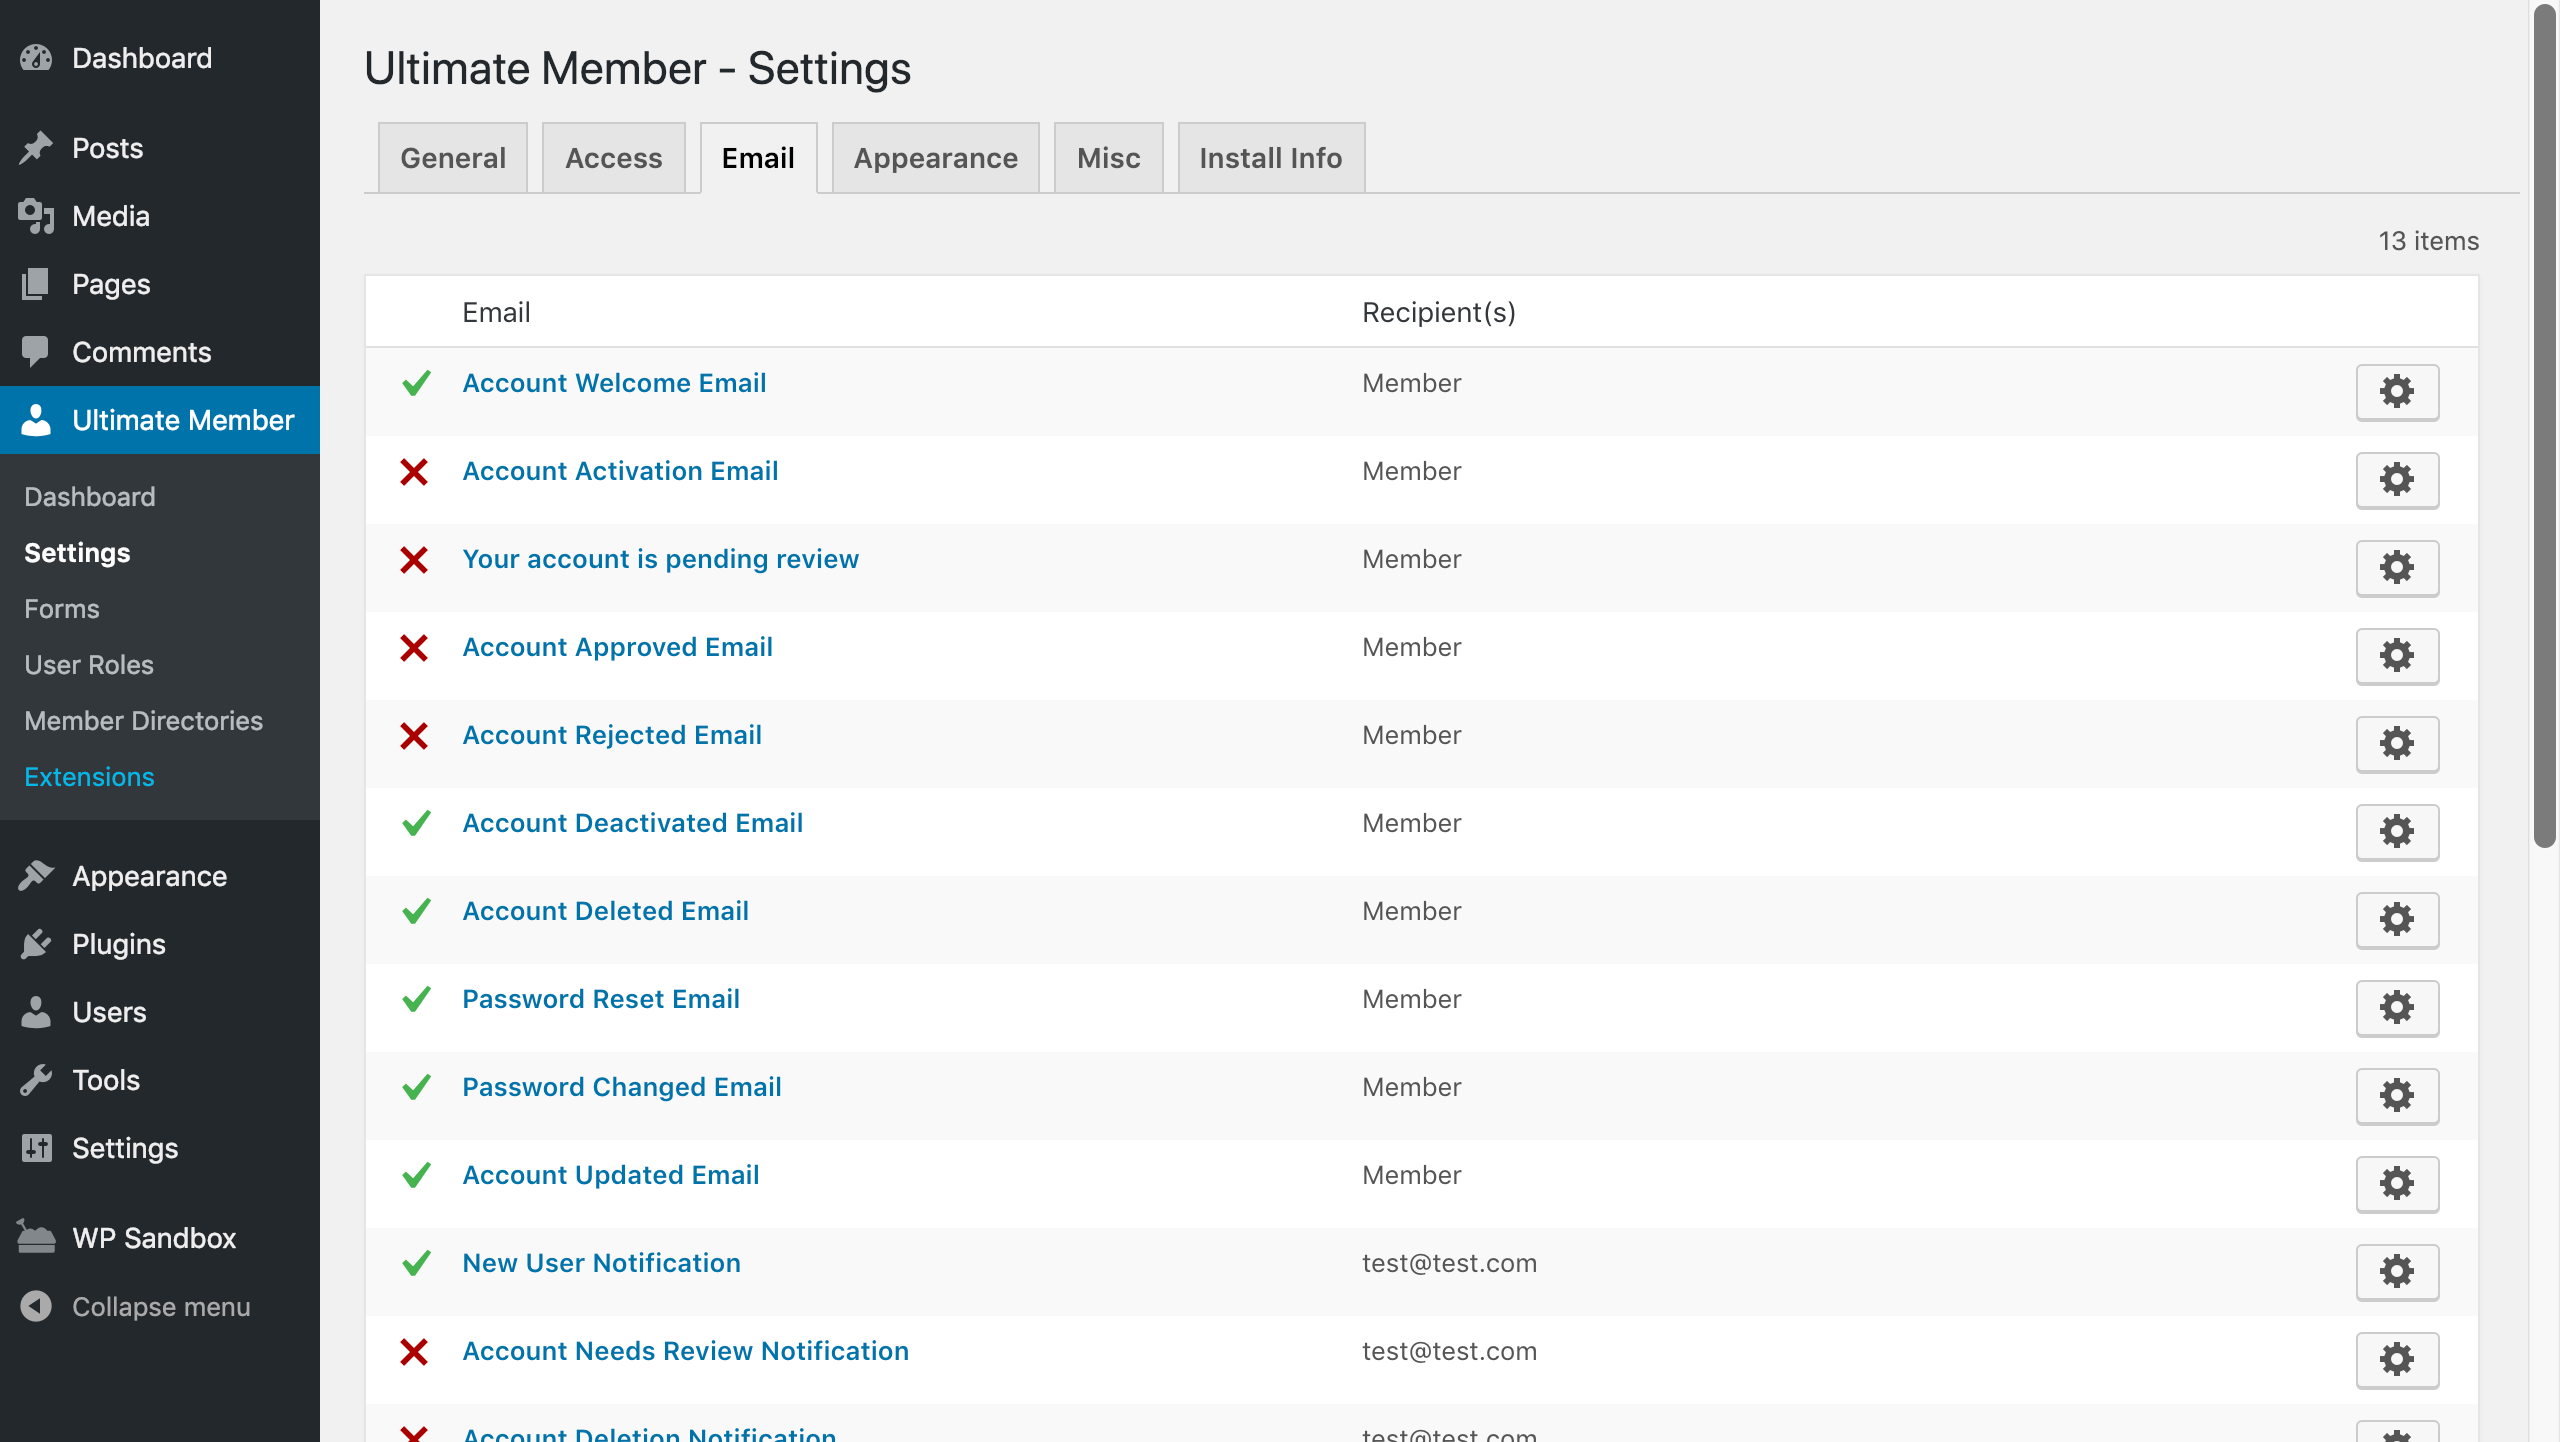 Dashboard
Posts
Media
Pages
Comments
Ultimate Member
Dashboard
Settings
Forms
User Roles
Member Directories
Extensions
Appearance
Plugins
Users
Tools
Settings
WP Sandbox
Collapse menu
Ultimate Member - Settings
General Access Email Appearance Misc Install Info
13 items
Email Recipient(s)
Account Welcome Email Member
Account Activation Email Member
Your account is pending review Member
Account Approved Email Member
Account Rejected Email Member
Account Deactivated Email Member
Account Deleted Email Member
Password Reset Email Member
Password Changed Email Member
Account Updated Email Member
New User Notification test@test.com
Account Needs Review Notification test@test.com
Account Deletion Notification test@test.com